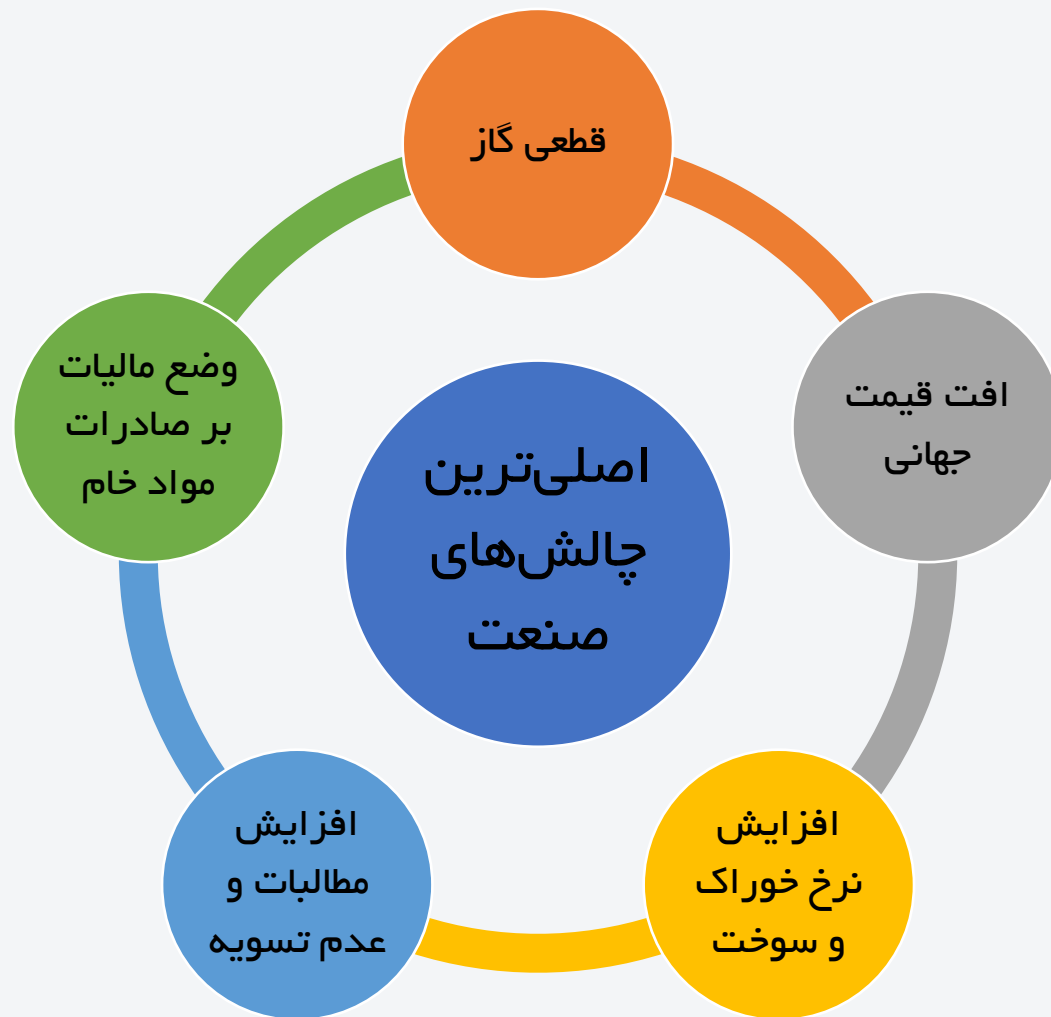 اصلی‌ترین
چالش‌های
صنعت
قطعی گاز
افت قیمت
جهانی
افزایش
نرخ خوراک
و سوخت
افزایش
مطالبات و
عدم تسویه
وضع مالیات
بر صادرات
مواد خام